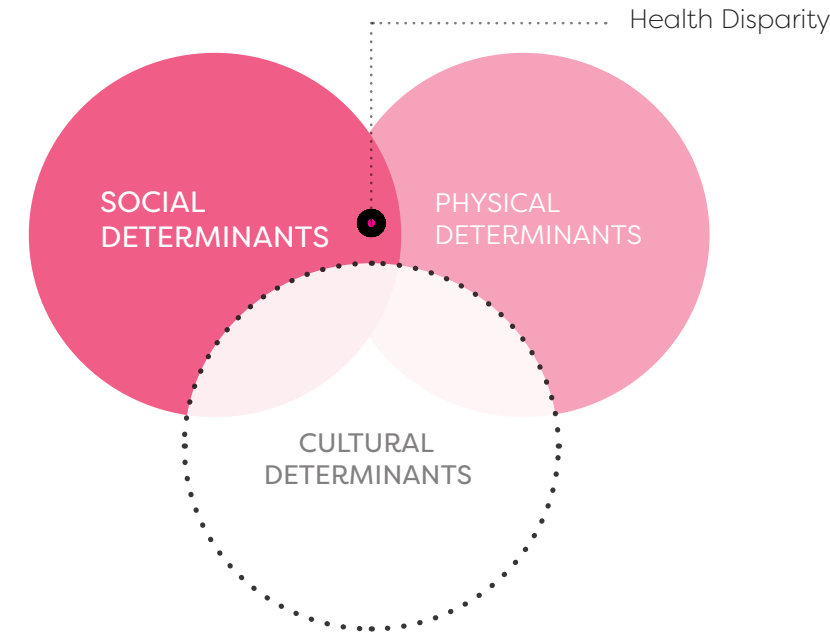 Health Disparity
SOCIAL
DETERMINANTS
PHYSICAL
DETERMINANTS
CULTURAL
DETERMINANTS